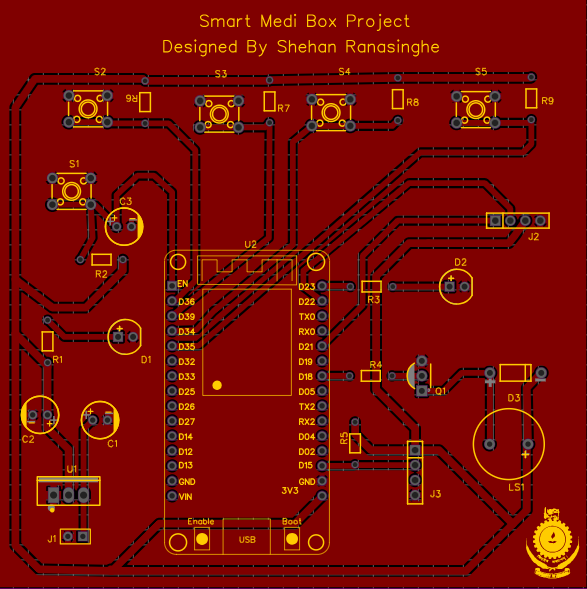 Smart Medi Box Project
Designed By Shehan Ranasinghe
S2
S3
S4
S5
R6
R7
R8
R9
S1
C3
J2
U2
R2
EN
D36
D39
D34
D35
D32
D33
D25
D26
D27
D14
D12
D13
GND
VIN
D23
D22
TX0
RX0
D21
D19
D18
D05
TX2
RX2
D04
D02
D15
GND
3V3
D2
R3
R1
D1
R4
Q1
D3
C2
C1
R5
LS1
U1
J3
J1
Enable
USB
Boot